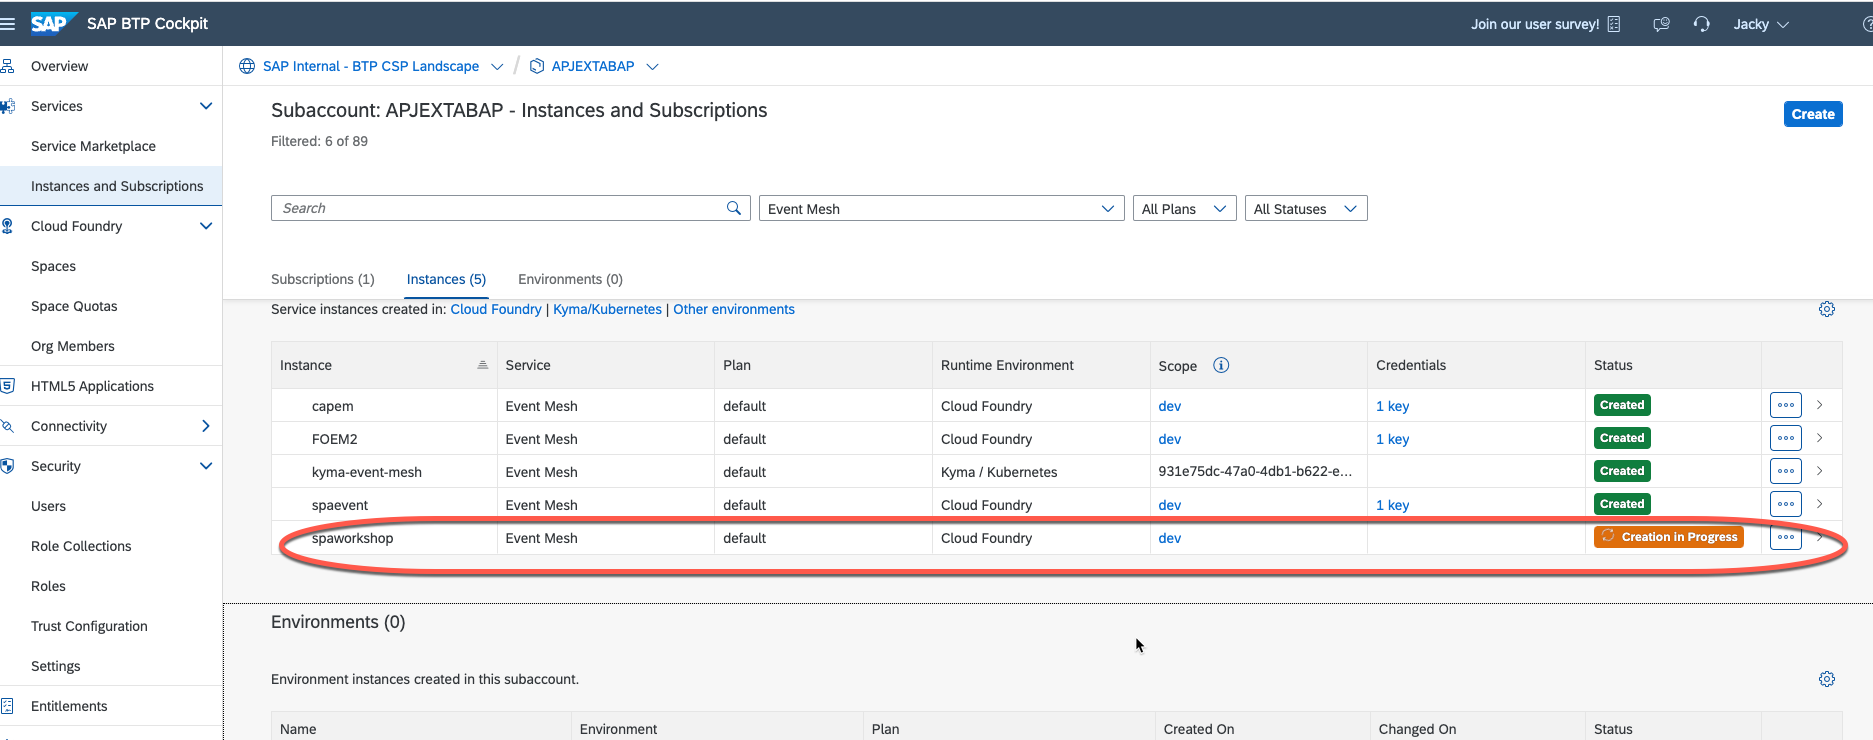 SAP SAP BTP Cockpit Join our user survey! Jacky
Overview
Services
Service Marketplace
Instances and Subscriptions
Cloud Foundry
Spaces
Space Quotas
Org Members
HTML5 Applications
Connectivity
Security
Users
Role Collections
Roles
Trust Configuration
Settings
Entitlements
SAP Internal - BTP CSP Landscape / APJEXTABAP
Subaccount: APJEXTABAP - Instances and Subscriptions
Create
Filtered: 6 of 89
Search Event Mesh All Plans All Statuses
Subscriptions (1) Instances (5) Environments (0)
Service instances created in: Cloud Foundry | Kyma/Kubernetes | Other environments
Instance Service Plan Runtime Environment Scope Credentials Status
capem Event Mesh default Cloud Foundry dev 1 key Created
FOEM2 Event Mesh default Cloud Foundry dev 1 key Created
kyma-event-mesh Event Mesh default Kyma / Kubernetes 931e75dc-47a0-4db1-b622-e... Created
spaevent Event Mesh default Cloud Foundry dev 1 key Created
spaworkshop Event Mesh default Cloud Foundry dev Creation in Progress
Environments (0)
Environment instances created in this subaccount.
Name Environment Plan Created On Changed On Status